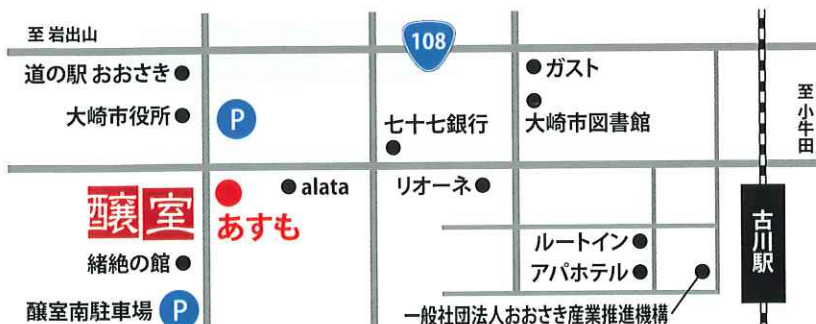 至 岩出山
108
道の駅 おおさき
ガスト
大崎市役所
P
七十七銀行
大崎市図書館
至 小牛田
醸室
あすも
alata
リオーネ
古川駅
緒絶の館
ルートイン
アパホテル
醸室南駐車場
P
一般社団法人おおさき産業推進機構